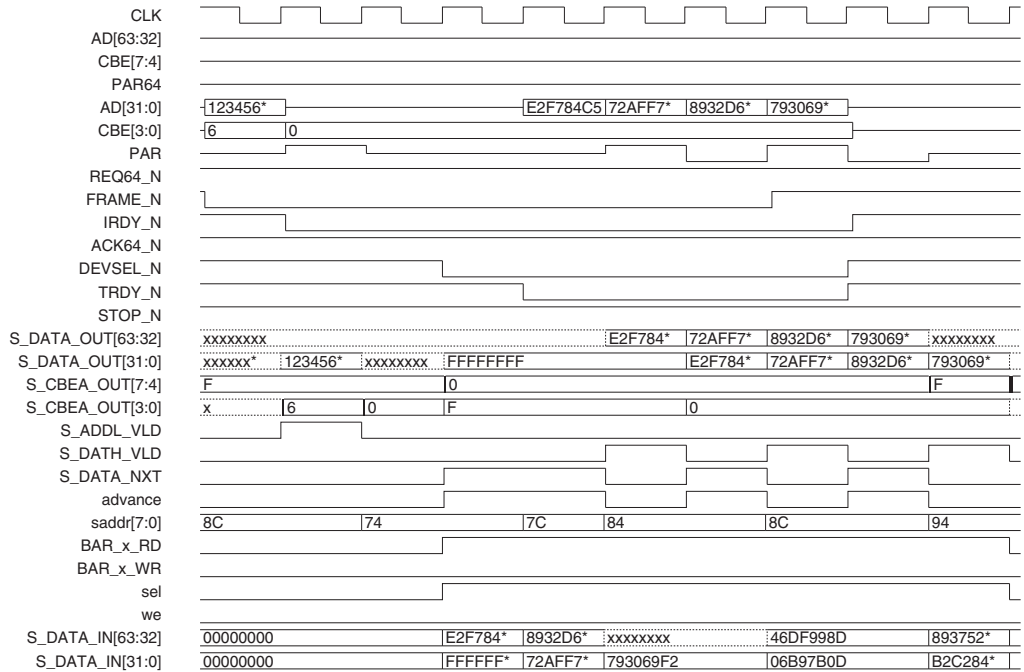 CLK
AD[63:32]
CBE[7:4]
PAR64
AD[31:0] 123456* E2F784C5 72AFF7* 8932D6* 793069*
CBE[3:0] 6 0
PAR
REQ64_N
FRAME_N
IRDY_N
ACK64_N
DEVSEL_N
TRDY_N
STOP_N
S_DATA_OUT[63:32] xxxxxxxx E2F784* 72AFF7* 8932D6* 793069* xxxxxxxx
S_DATA_OUT[31:0] xxxxxx* 123456* xxxxxxxx FFFFFFFF E2F784* 72AFF7* 8932D6* 793069*
S_CBEA_OUT[7:4] F 0 F
S_CBEA_OUT[3:0] x 6 0 F 0
S_ADDL_VLD
S_DATH_VLD
S_DATA_NXT
advance
saddr[7:0] 8C 74 7C 84 8C 94
BAR_x_RD
BAR_x_WR
sel
we
S_DATA_IN[63:32] 00000000 E2F784* 8932D6* xxxxxxxx 46DF998D 893752*
S_DATA_IN[31:0] 00000000 FFFFFF* 72AFF7* 793069F2 06B97B0D B2C284*